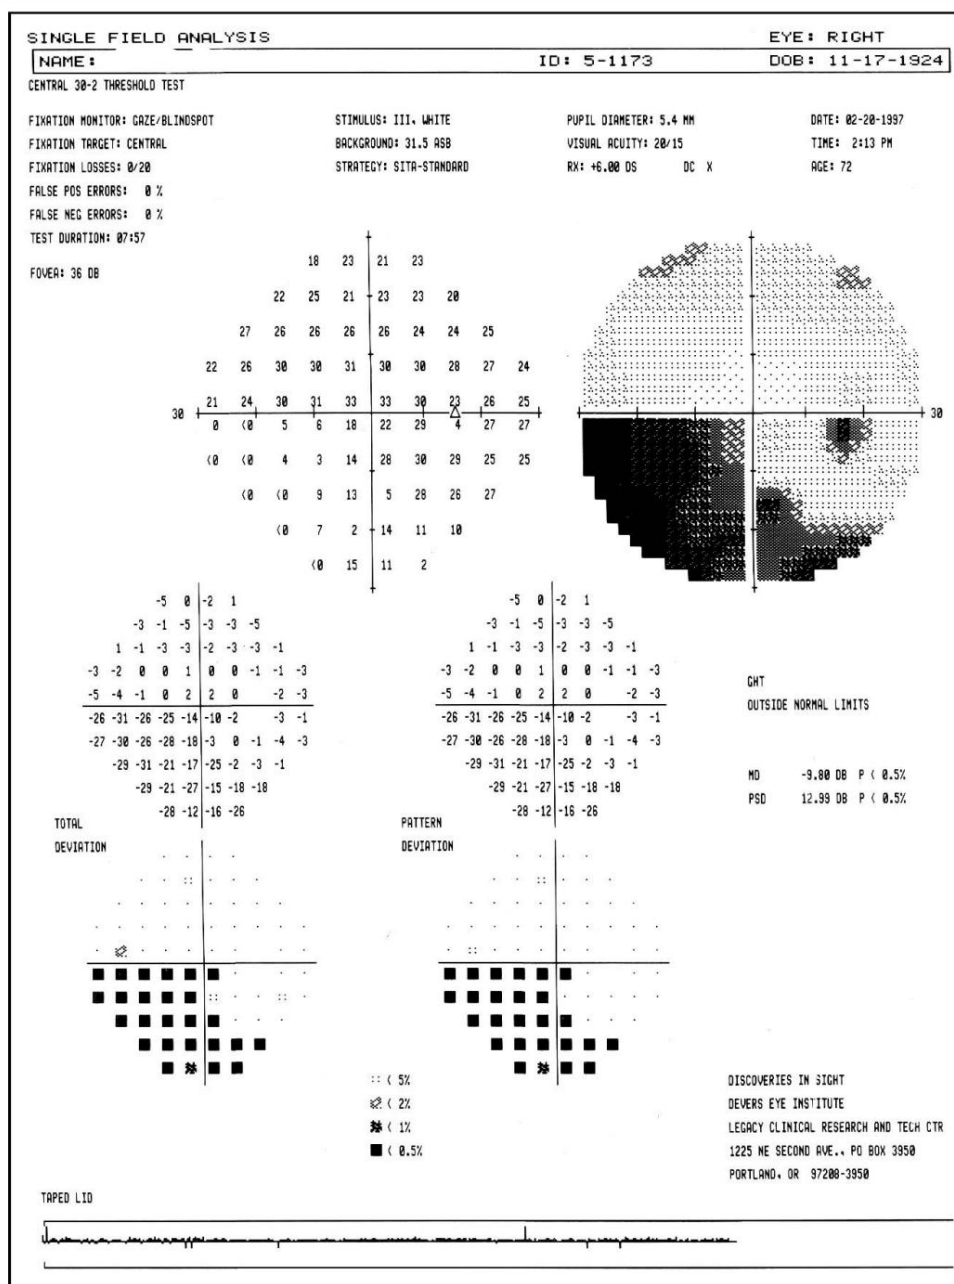 SINGLE FIELD ANALYSIS EYE: RIGHT
NAME: ID: 5-1173 DOB: 11-17-1924
CENTRAL 30-2 THRESHOLD TEST
FIXATION MONITOR: GAZE/BLINDSPOT STIMULUS: III, WHITE PUPIL DIAMETER: 5.4 MM DATE: 02-20-1997
FIXATION TARGET: CENTRAL BACKGROUND: 31.5 ASB VISUAL ACUITY: 20/15 TIME: 2:13 PM
FIXATION LOSSES: 0/20 STRATEGY: SITA-STANDARD RX: +6.00 DS DC X AGE: 72
FALSE POS ERRORS: 0 %
FALSE NEG ERRORS: 0 %
TEST DURATION: 07:57
FOVEA: 36 DB
18 23 21 23
22 25 21 23 23 20
27 26 26 26 26 24 24 25
22 26 30 30 31 30 30 28 27 24
21 24 30 31 33 33 30 23 26 25
30 30
0 <0 5 6 18 22 29 4 27 27
<0 <0 4 3 14 28 30 29 25 25
<0 <0 9 13 5 28 26 27
<0 7 2 14 11 10
<0 15 11 2
-5 0 -2 1 -5 0 -2 1
-3 -1 -5 -3 -3 -5 -3 -1 -5 -3 -3 -5
1 -1 -3 -3 -2 -3 -3 -1 1 -1 -3 -3 -2 -3 -3 -1
-3 -2 0 0 1 0 0 -1 -1 -3 -3 -2 0 0 1 0 0 -1 -1 -3
-5 -4 -1 0 2 2 0 -2 -3 -5 -4 -1 0 2 2 0 -2 -3
-26 -31 -26 -25 -14 -10 -2 -3 -1 -26 -31 -26 -25 -14 -10 -2 -3 -1
-27 -30 -26 -28 -18 -3 0 -1 -4 -3 -27 -30 -26 -28 -18 -3 0 -1 -4 -3
-29 -31 -21 -17 -25 -2 -3 -1 -29 -31 -21 -17 -25 -2 -3 -1
-29 -21 -27 -15 -18 -18 -29 -21 -27 -15 -18 -18
-28 -12 -16 -26 -28 -12 -16 -26
GHT
OUTSIDE NORMAL LIMITS
MD -9.80 DB P < 0.5%
PSD 12.99 DB P < 0.5%
TOTAL
DEVIATION
PATTERN
DEVIATION
< 5%
< 2%
< 1%
< 0.5%
DISCOVERIES IN SIGHT
DEVERS EYE INSTITUTE
LEGACY CLINICAL RESEARCH AND TECH CTR
1225 NE SECOND AVE., PO BOX 3950
PORTLAND, OR 97208-3950
TAPED LID